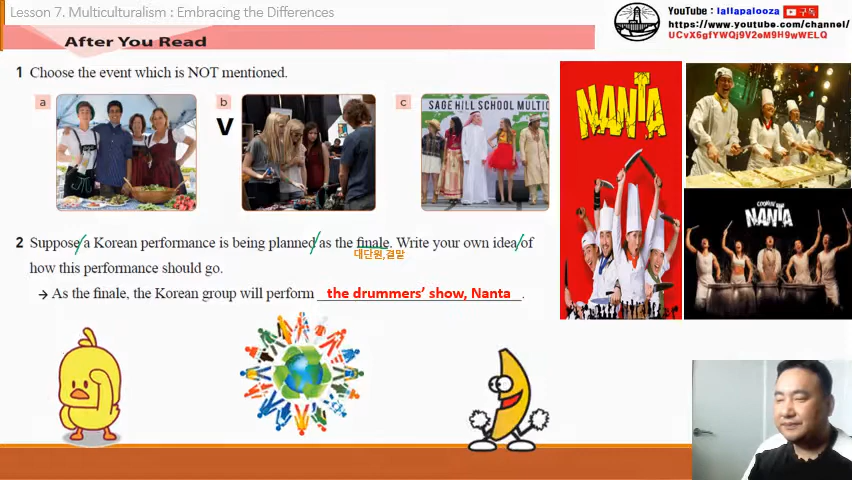 Lesson 7. Multiculturalism : Embracing the Differences
YouTube : lallapalooza 구독
https://www.youtube.com/channel/
UCvX6gfYWQj9V2eM9H9wWELQ
After You Read
1 Choose the event which is NOT mentioned.
a
b
c
V
SAGE HILL SCHOOL MULTIC
NANTA
COOKIN'
NANTA
2 Suppose a Korean performance is being planned as the finale. Write your own idea of
대단원,결말
how this performance should go.
→ As the finale, the Korean group will perform the drummers' show, Nanta .